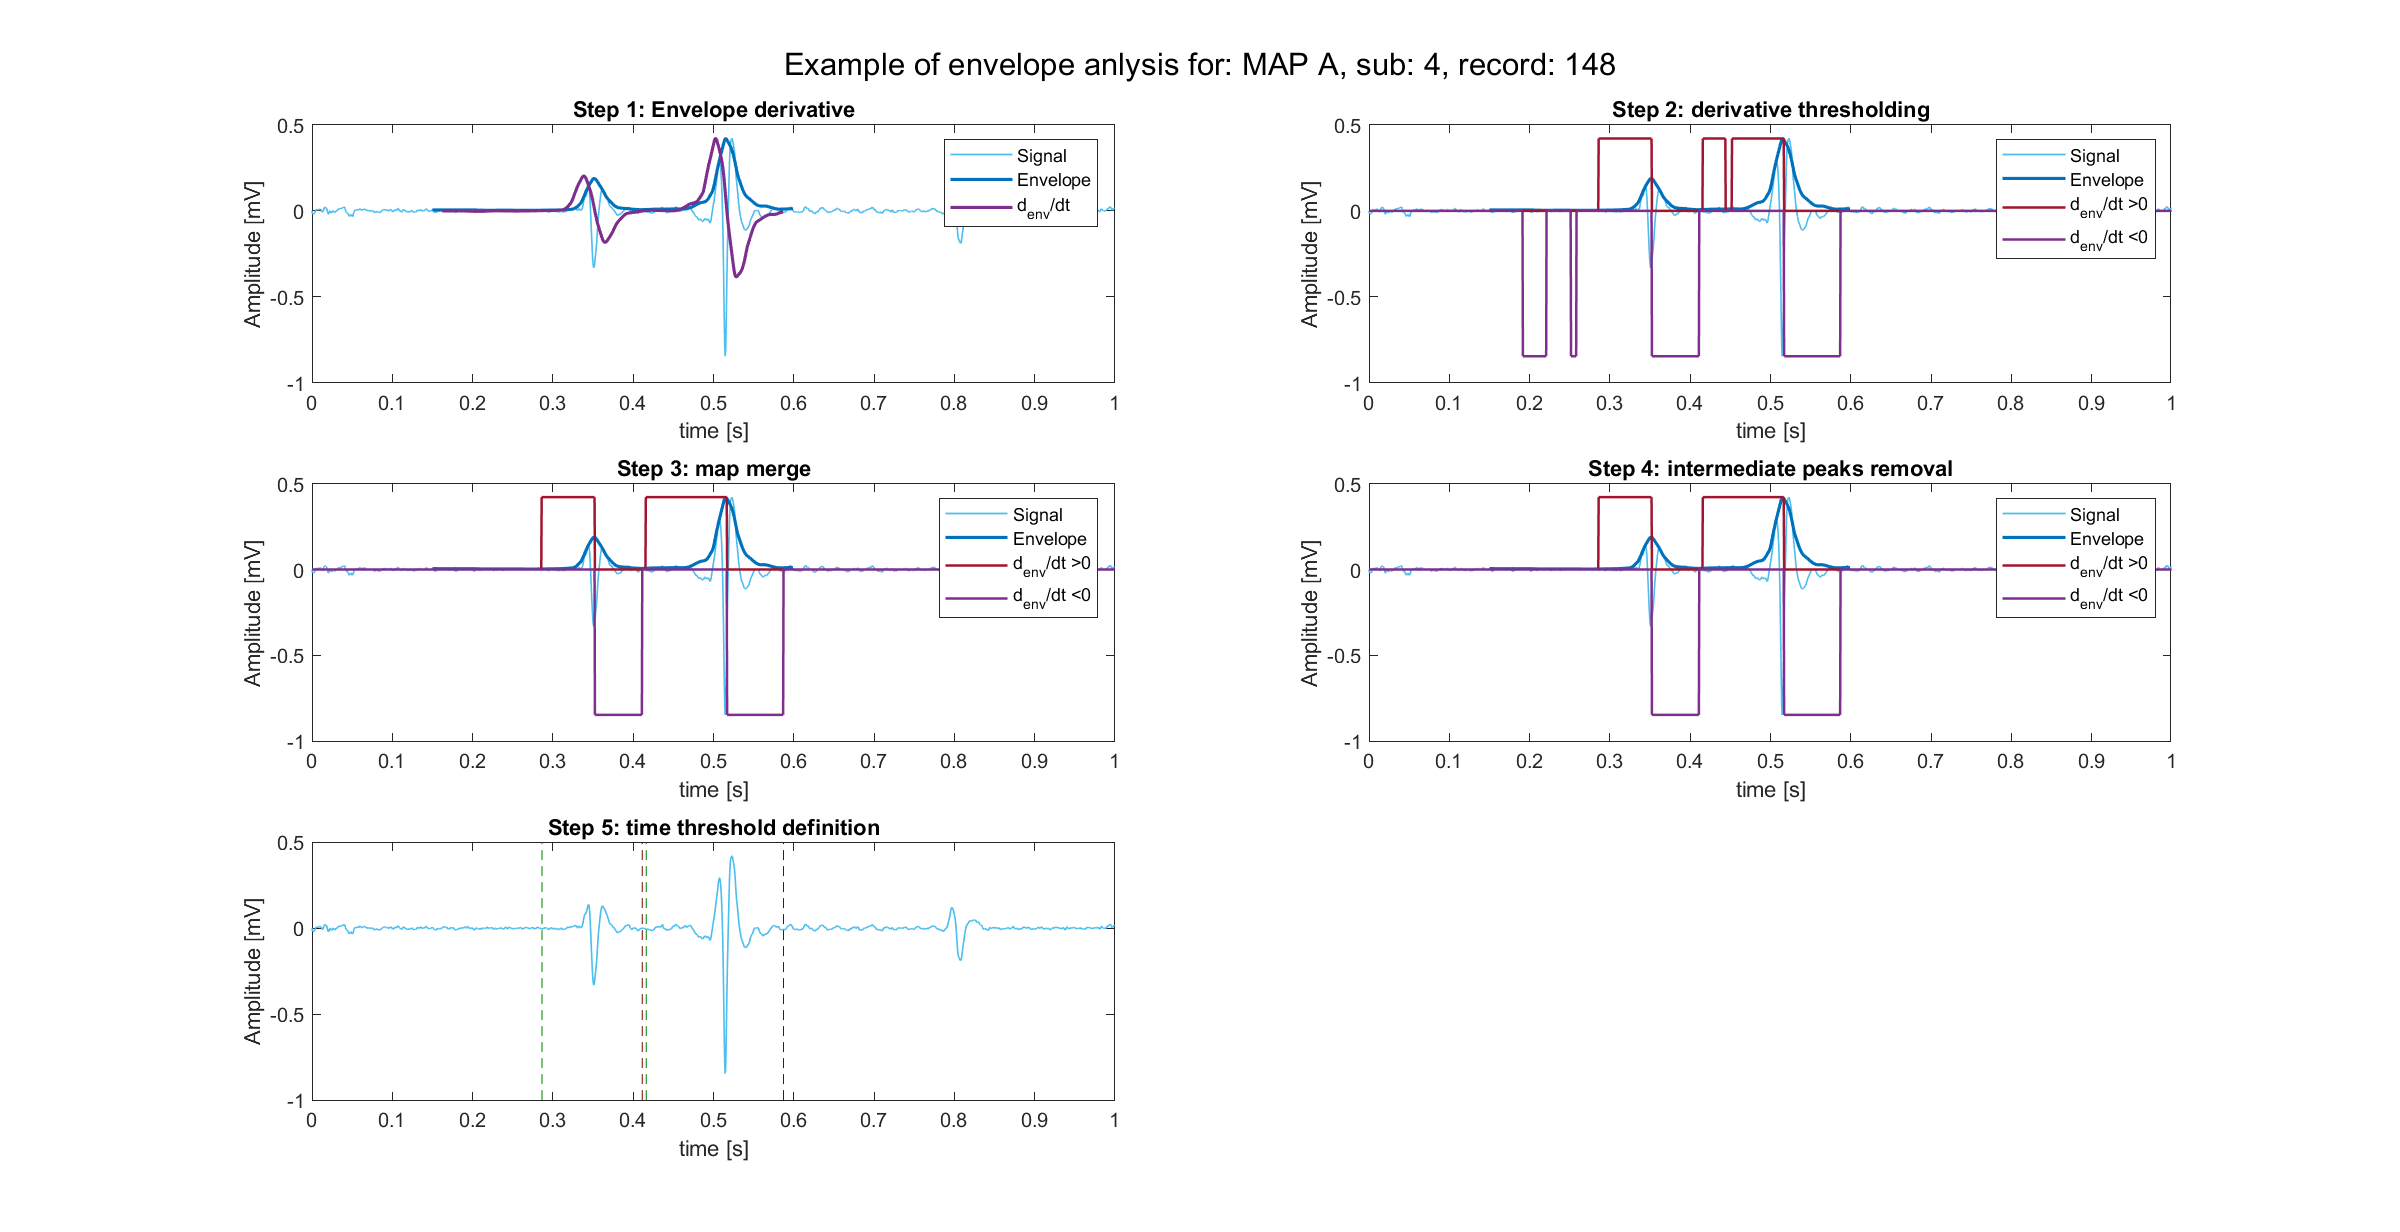 Example of envelope anlysis for: MAP A, sub: 4, record: 148
Step 1: Envelope derivative
Amplitude [mV]
0.5
0
-0.5
-1
Signal
Envelope
d_env/dt
0 0.1 0.2 0.3 0.4 0.5 0.6 0.7 0.8 0.9 1
time [s]
Step 2: derivative thresholding
Amplitude [mV]
0.5
0
-0.5
-1
Signal
Envelope
d_env/dt >0
d_env/dt <0
0 0.1 0.2 0.3 0.4 0.5 0.6 0.7 0.8 0.9 1
time [s]
Step 3: map merge
Amplitude [mV]
0.5
0
-0.5
-1
Signal
Envelope
d_env/dt >0
d_env/dt <0
0 0.1 0.2 0.3 0.4 0.5 0.6 0.7 0.8 0.9 1
time [s]
Step 4: intermediate peaks removal
Amplitude [mV]
0.5
0
-0.5
-1
Signal
Envelope
d_env/dt >0
d_env/dt <0
0 0.1 0.2 0.3 0.4 0.5 0.6 0.7 0.8 0.9 1
time [s]
Step 5: time threshold definition
Amplitude [mV]
0.5
0
-0.5
-1
0 0.1 0.2 0.3 0.4 0.5 0.6 0.7 0.8 0.9 1
time [s]